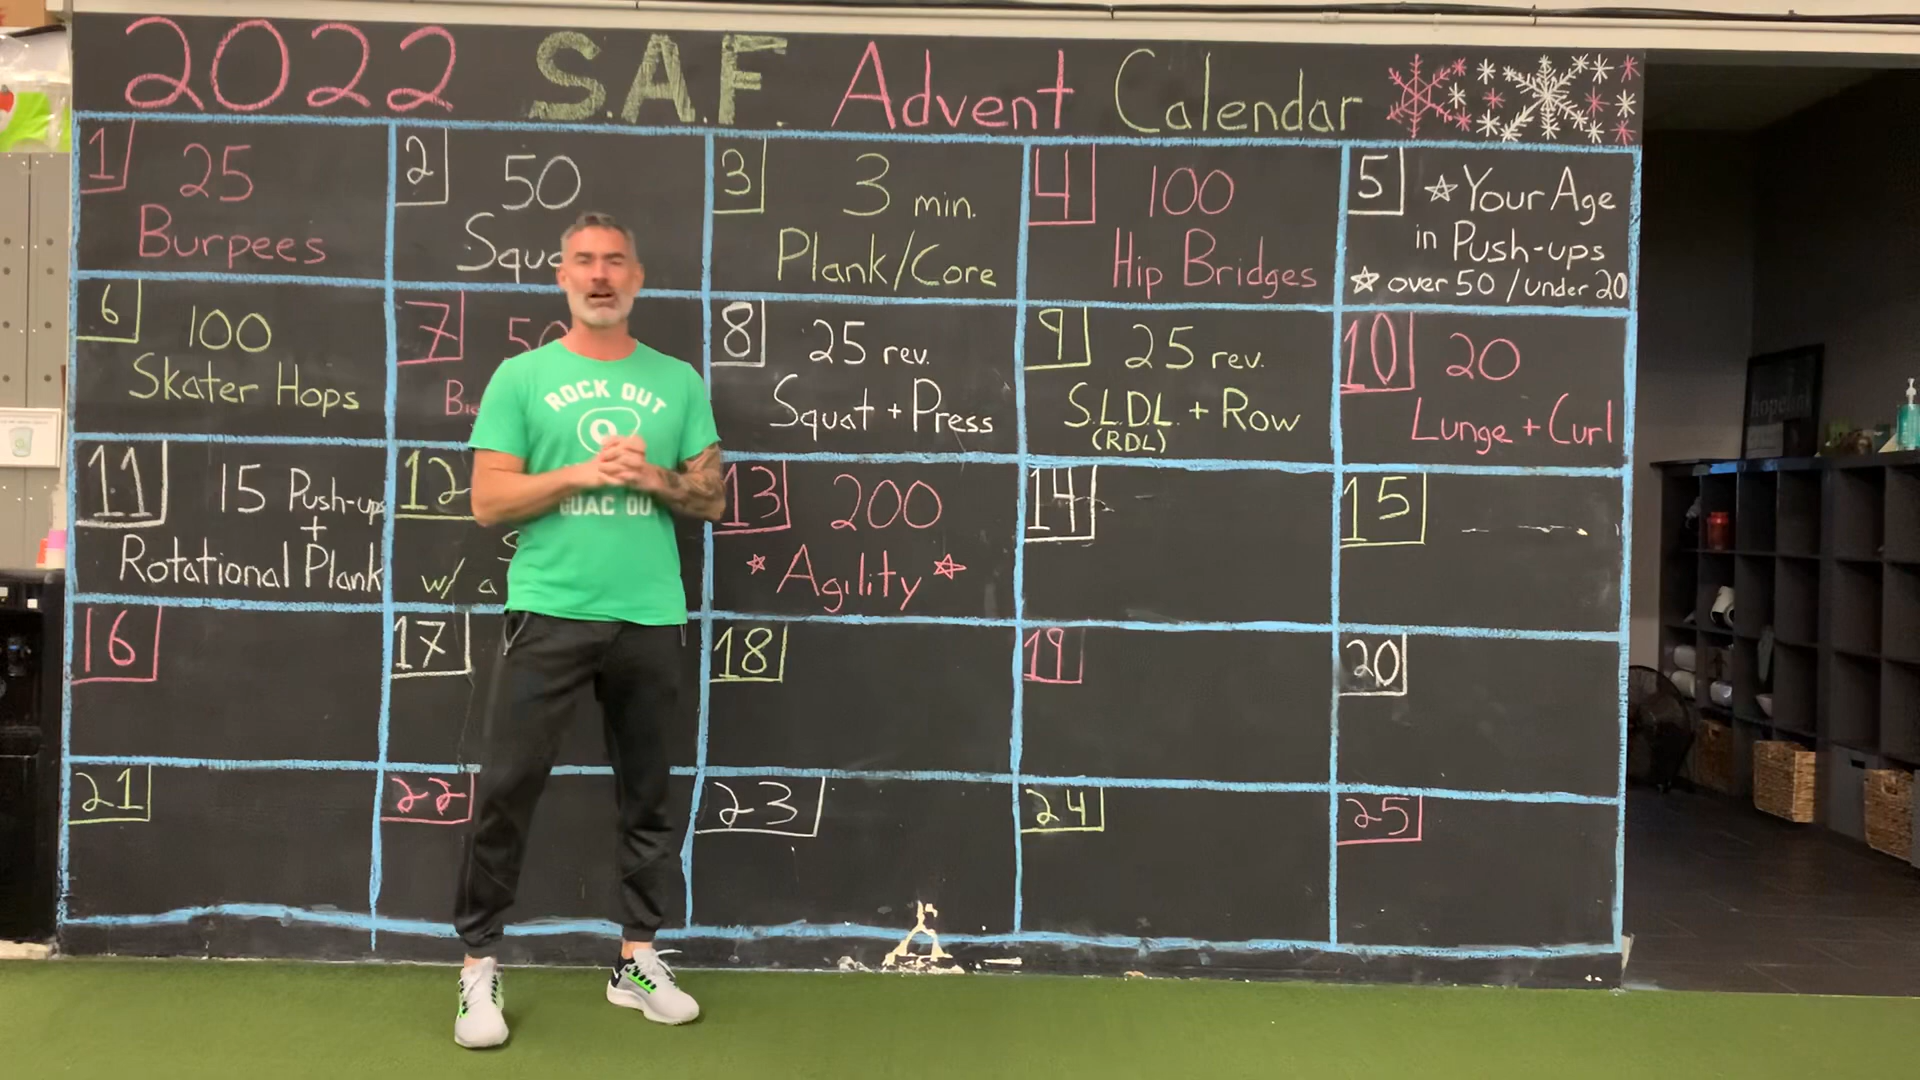 2022 S.A.F. Advent Calendar
1 25
Burpees
2 50
3 3 min.
Plank/Core
4 100
Hip Bridges
5 ☆ Your Age
in Push-ups
☆ over 50 / under 20
6 100
Skater Hops
7 50
8 25 rev.
Squat + Press
9 25 rev.
S.L.D.L. + Row
(RDL)
10 20
Lunge + Curl
11 15 Push-ups
+
Rotational Plank
12
w/ a
13 200
☆ Agility ☆
14
15
16
17
18
19
20
21
22
23
24
25
ROCK OUT
GUAC OU